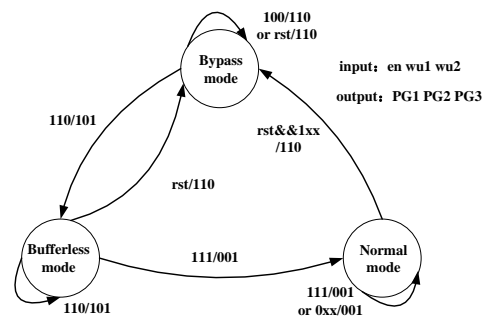 100/110
or rst/110
Bypass
mode
input：en wu1 wu2
output：PG1 PG2 PG3
110/101
rst&&1xx
/110
rst/110
Bufferless
mode
111/001
Normal
mode
110/101
111/001
or 0xx/001